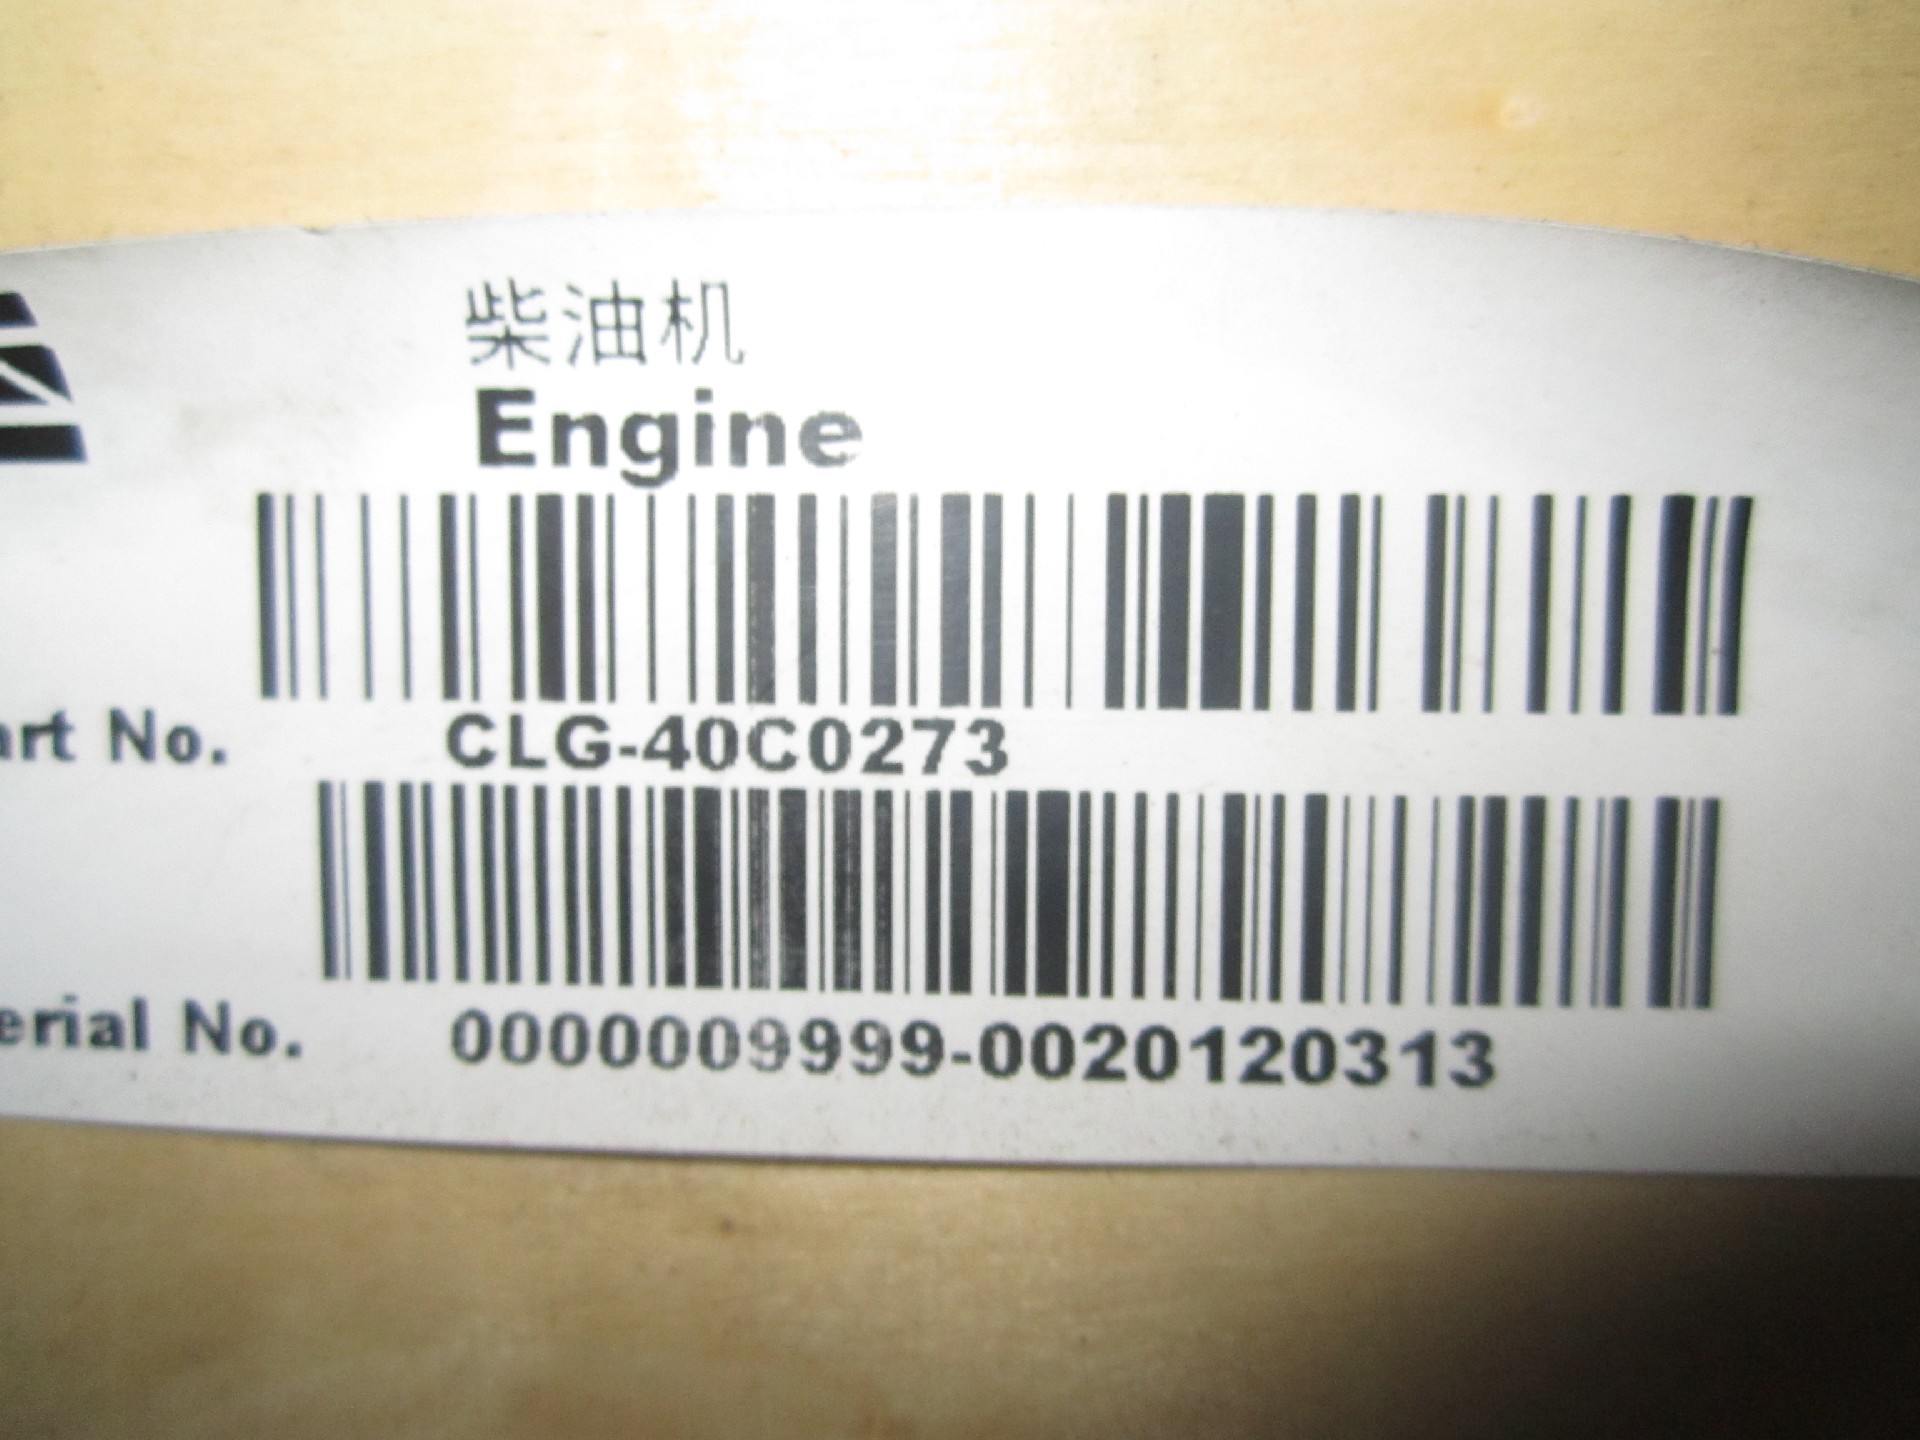 柴油机
Engine
art No. CLG-40C0273
erial No. 0000009999-0020120313